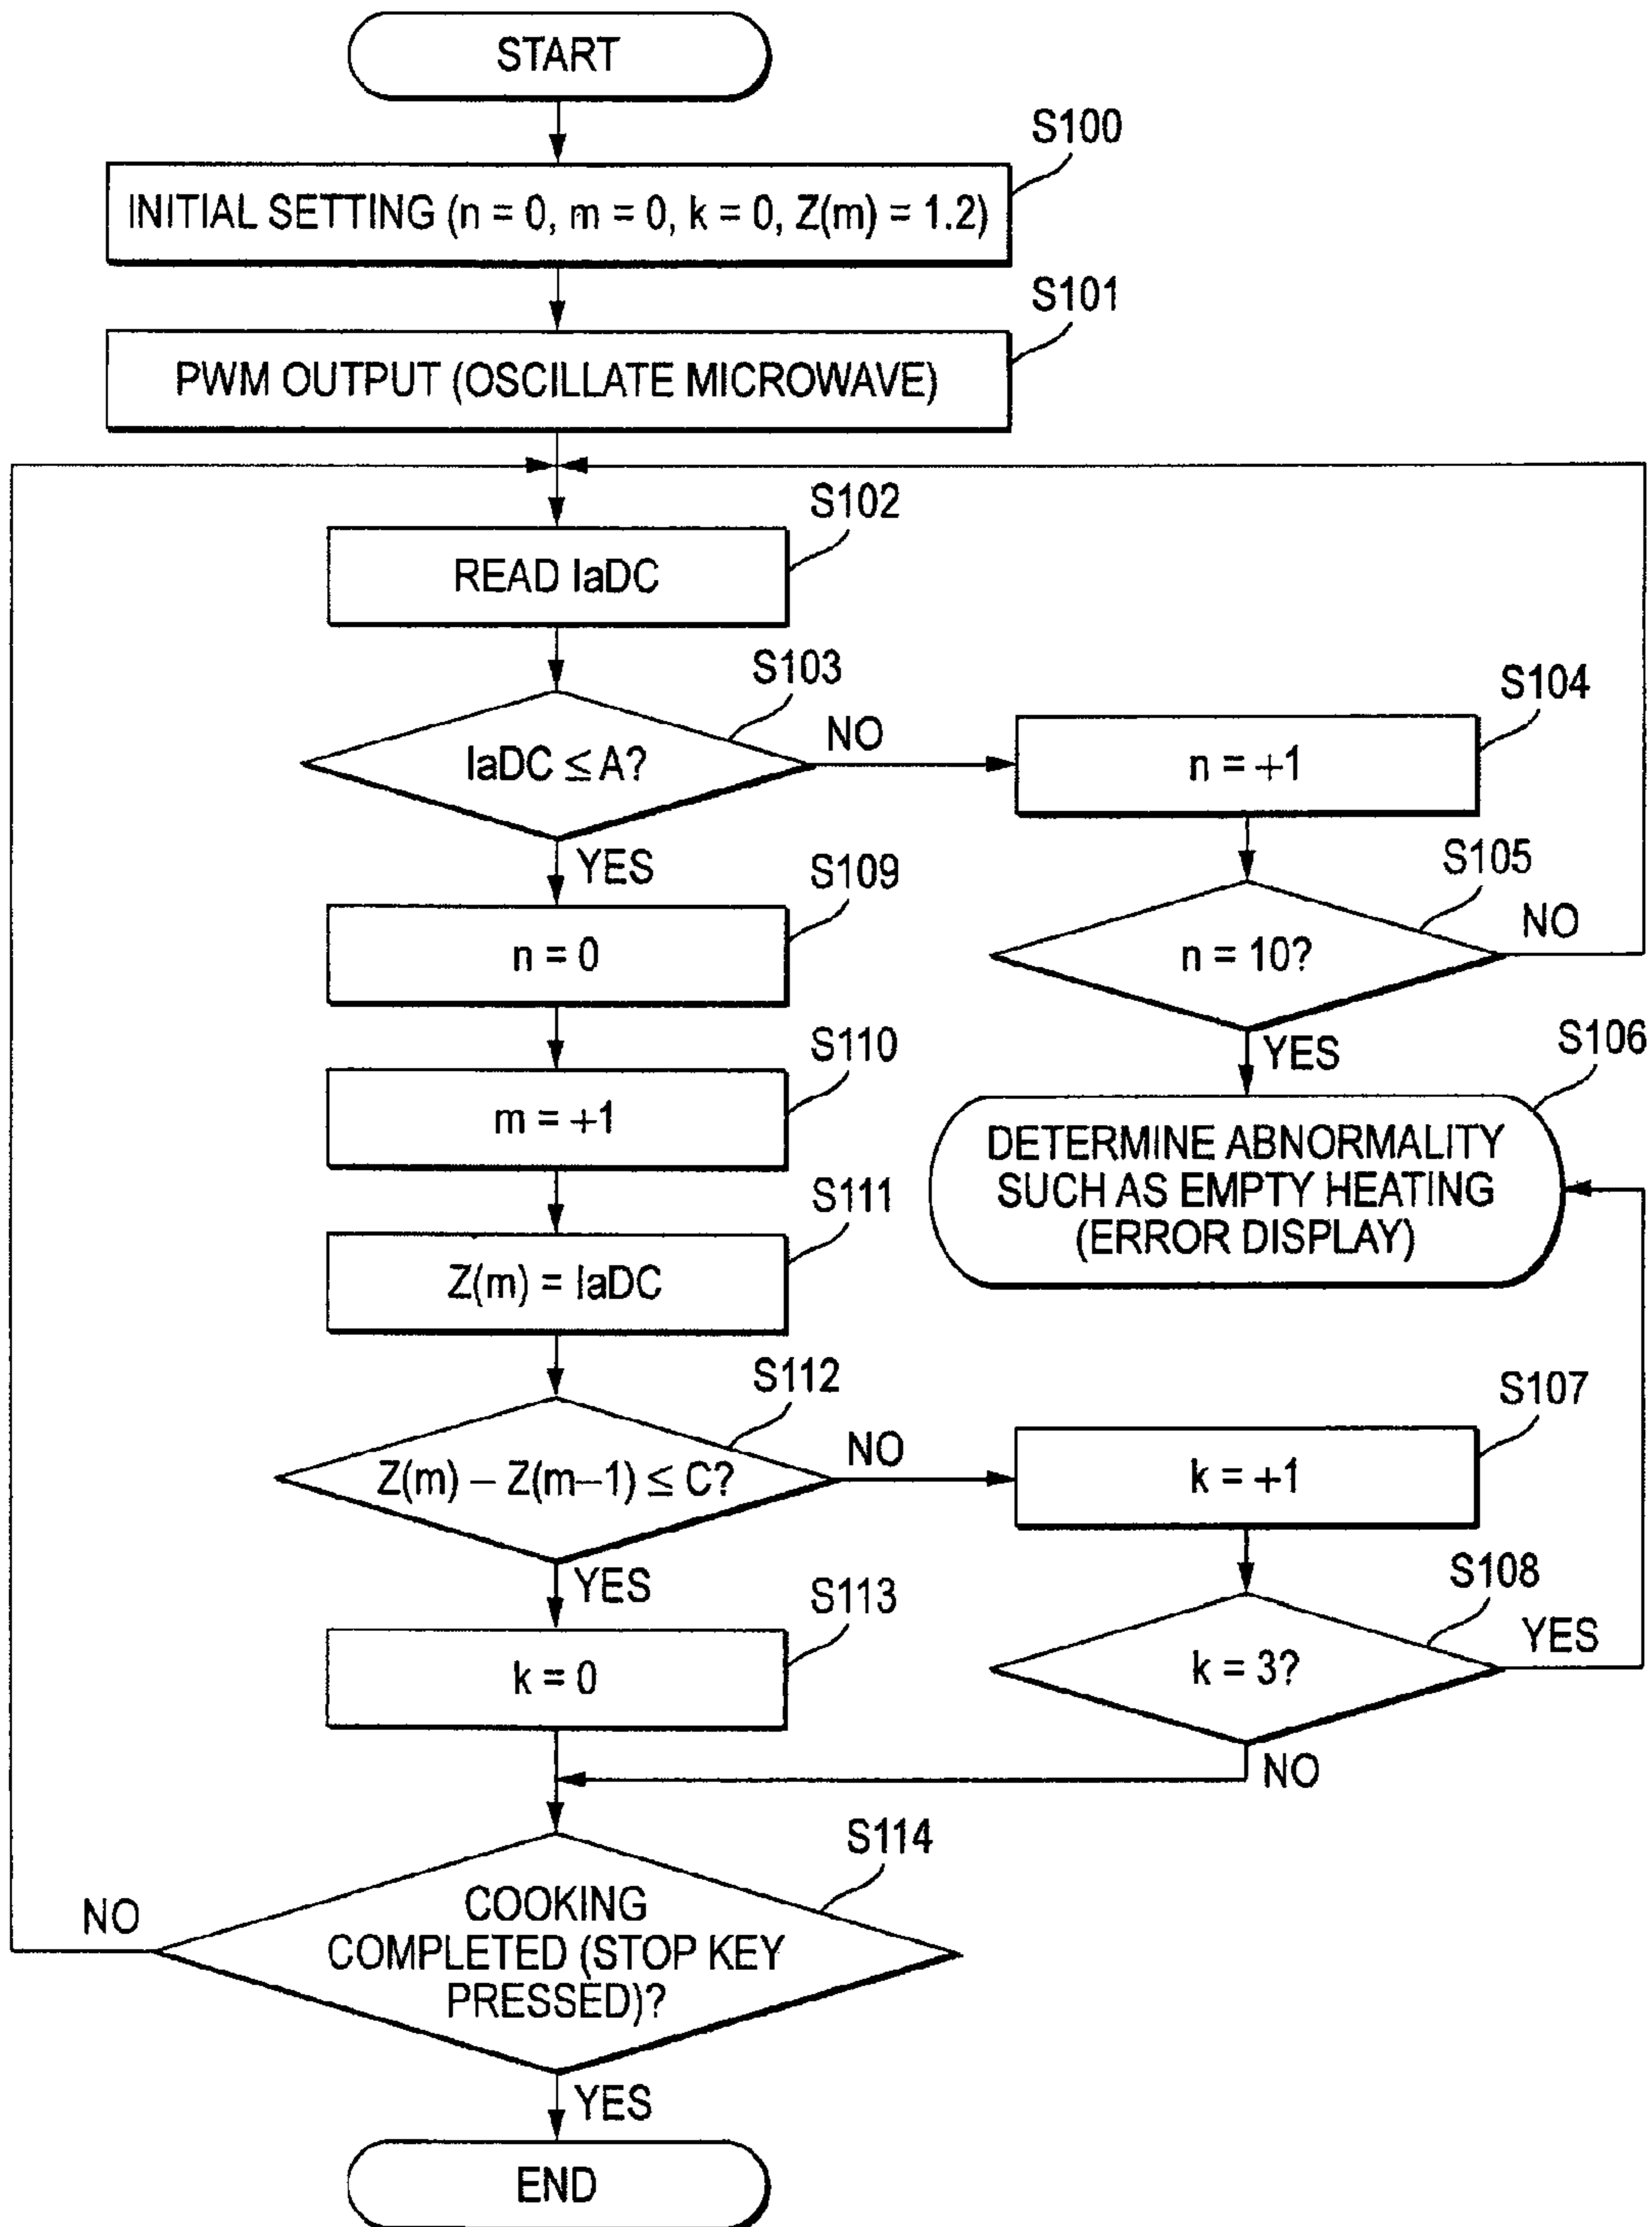 START
S100
INITIAL SETTING (n = 0, m = 0, k = 0, Z(m) = 1.2)
S101
PWM OUTPUT (OSCILLATE MICROWAVE)
S102
READ IaDC
S103
IaDC ≤ A?
NO
YES
S104
n = +1
S105
n = 10?
NO
YES
S106
DETERMINE ABNORMALITY
SUCH AS EMPTY HEATING
(ERROR DISPLAY)
S109
n = 0
S110
m = +1
S111
Z(m) = IaDC
S112
Z(m) – Z(m–1) ≤ C?
NO
YES
S107
k = +1
S108
k = 3?
YES
NO
S113
k = 0
S114
COOKING
COMPLETED (STOP KEY
PRESSED)?
NO
YES
END